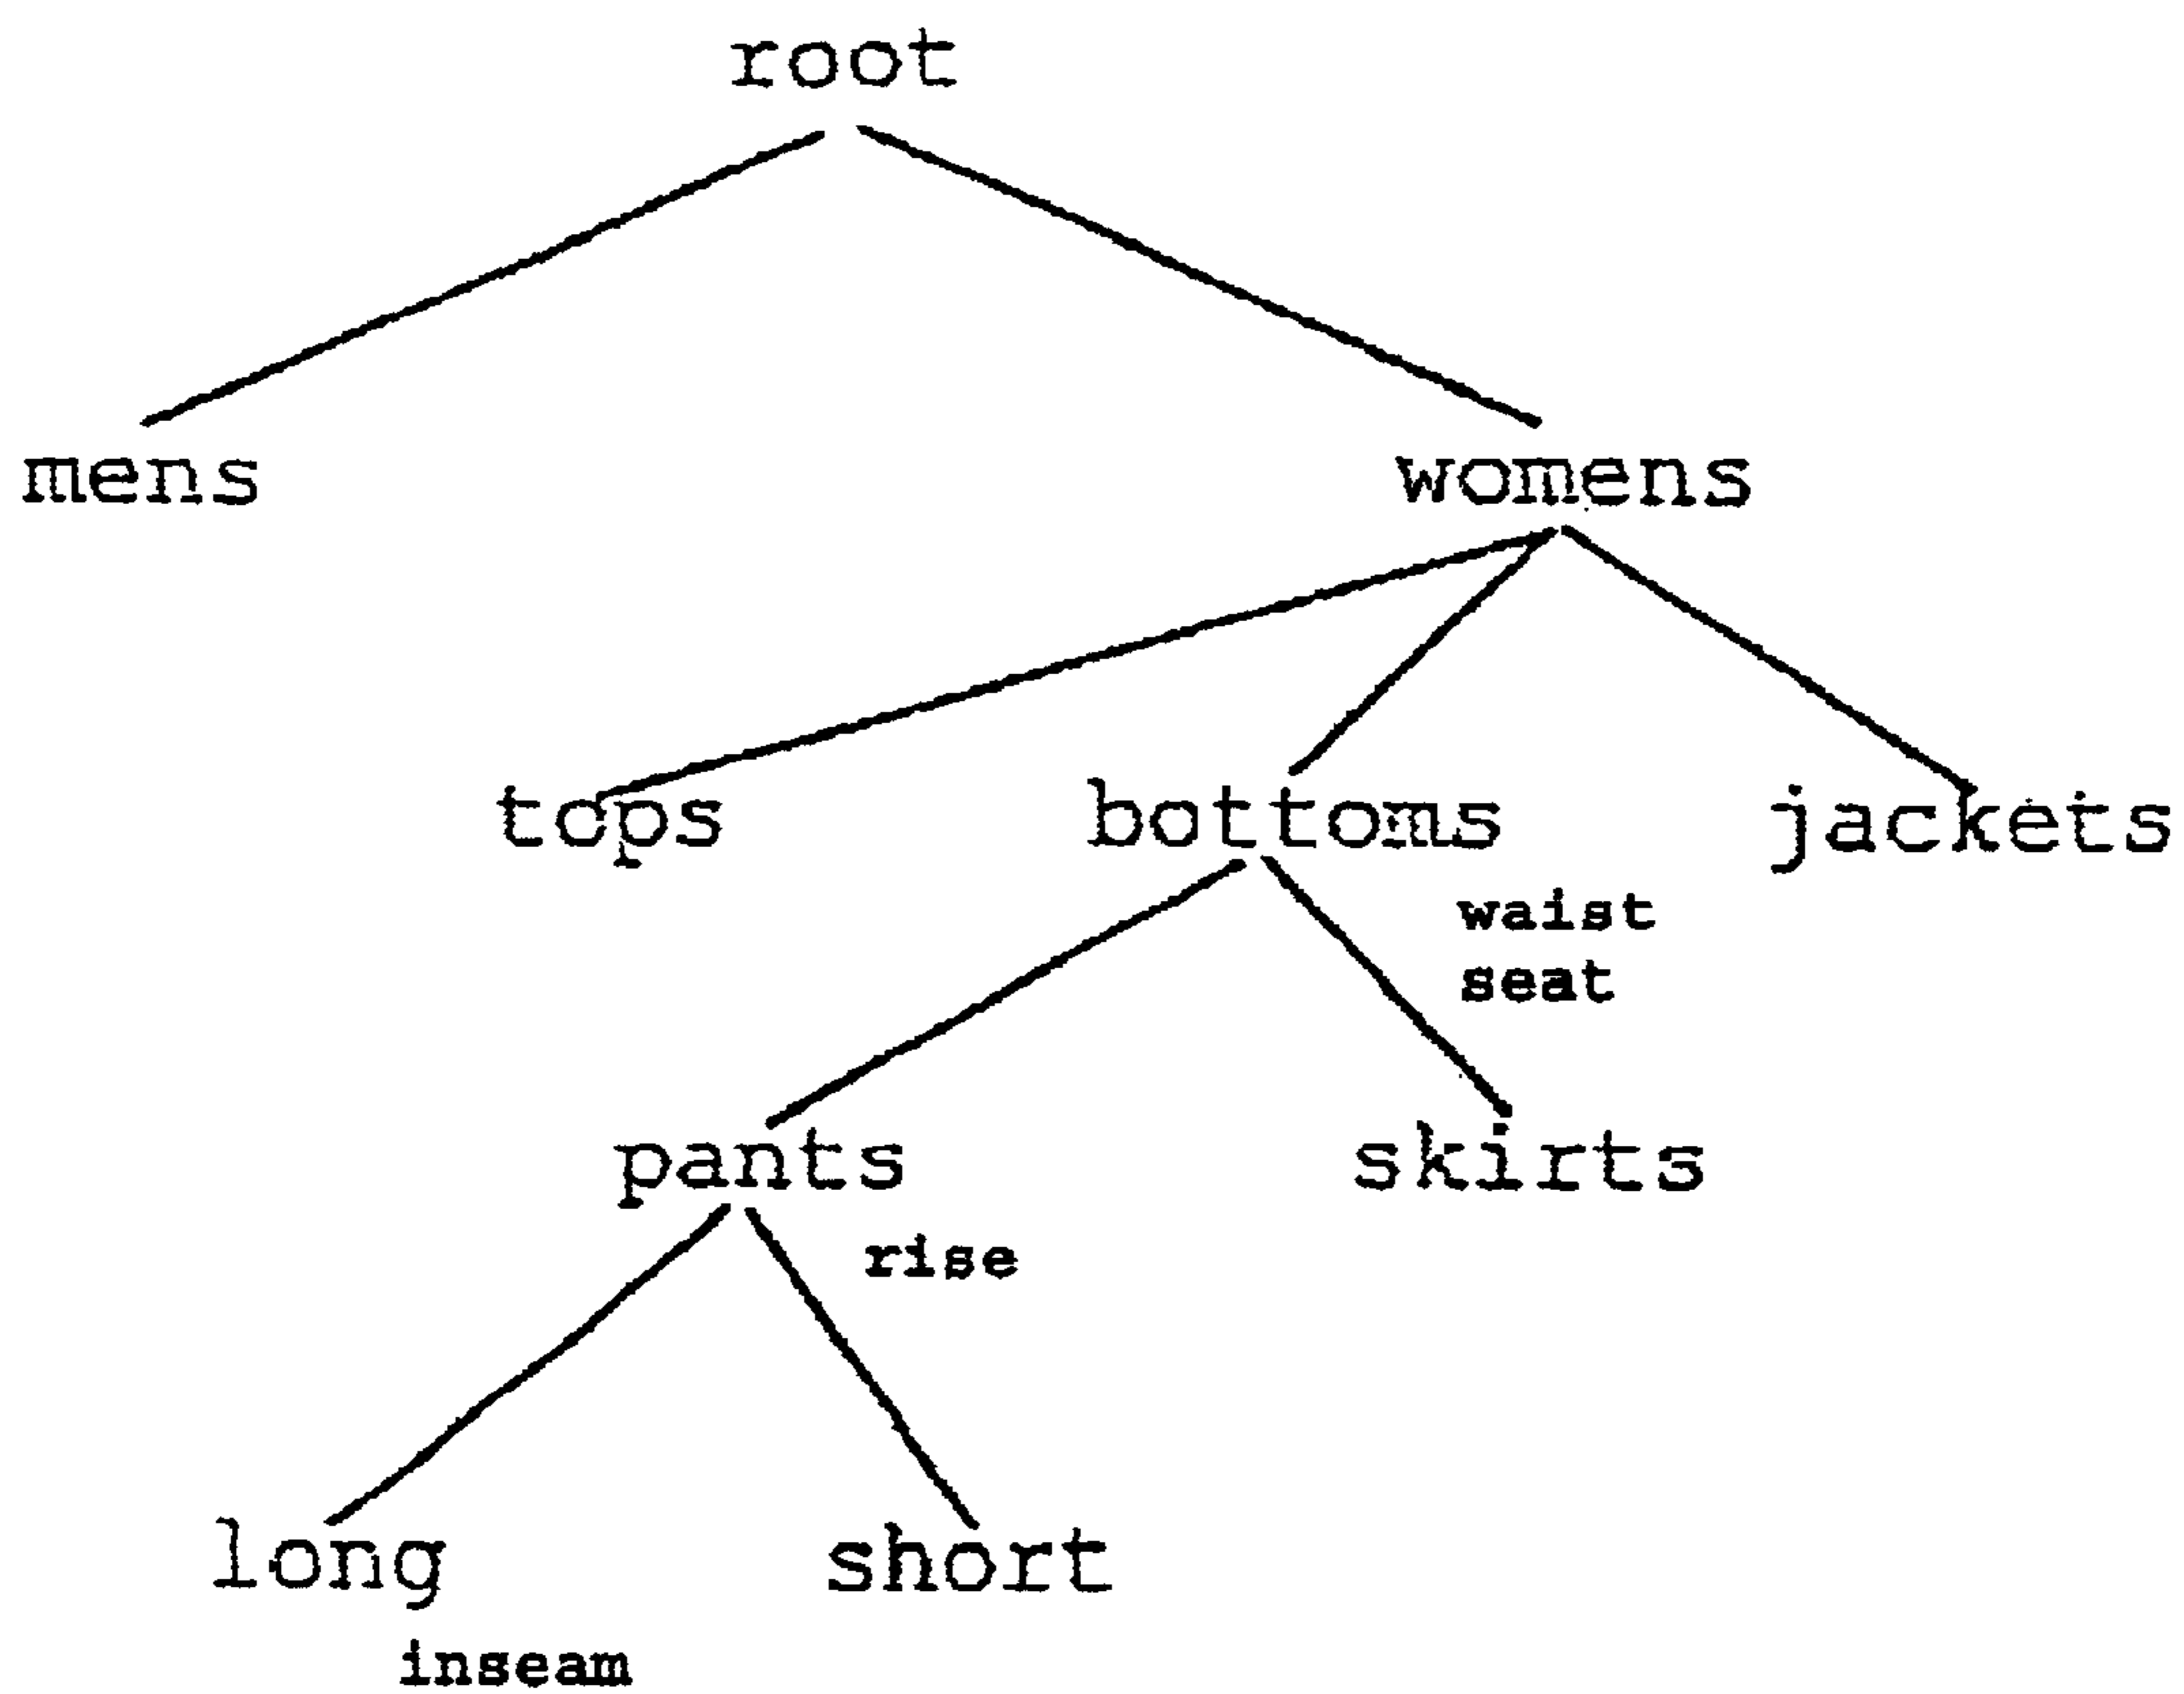 root
mens womens
tops bottoms jackets
waist
seat
pants skirts
rise
long short
inseam